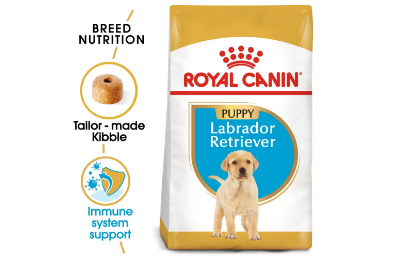 BREED
NUTRITION
Tailor - made
Kibble
Immune
system
support
ROYAL CANIN
PUPPY
Labrador
Retriever